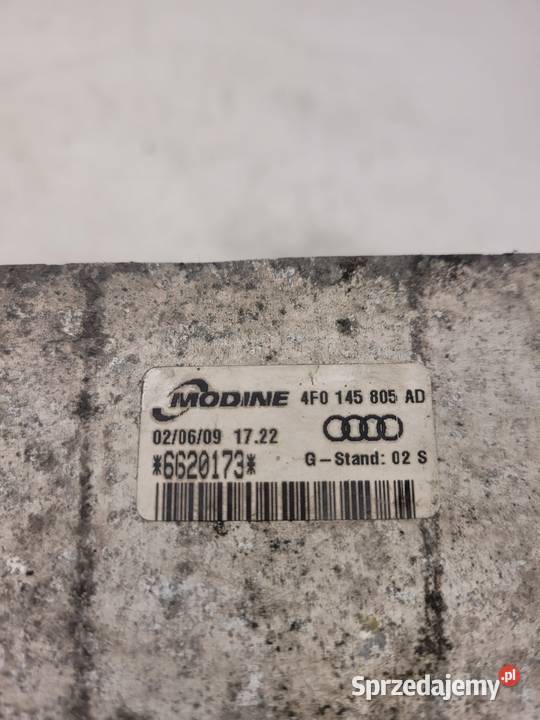 MODINE 4F0 145 805 AD
02/06/09 17.22
*6620173* G-Stand: 02 S
Sprzedajemy.pl